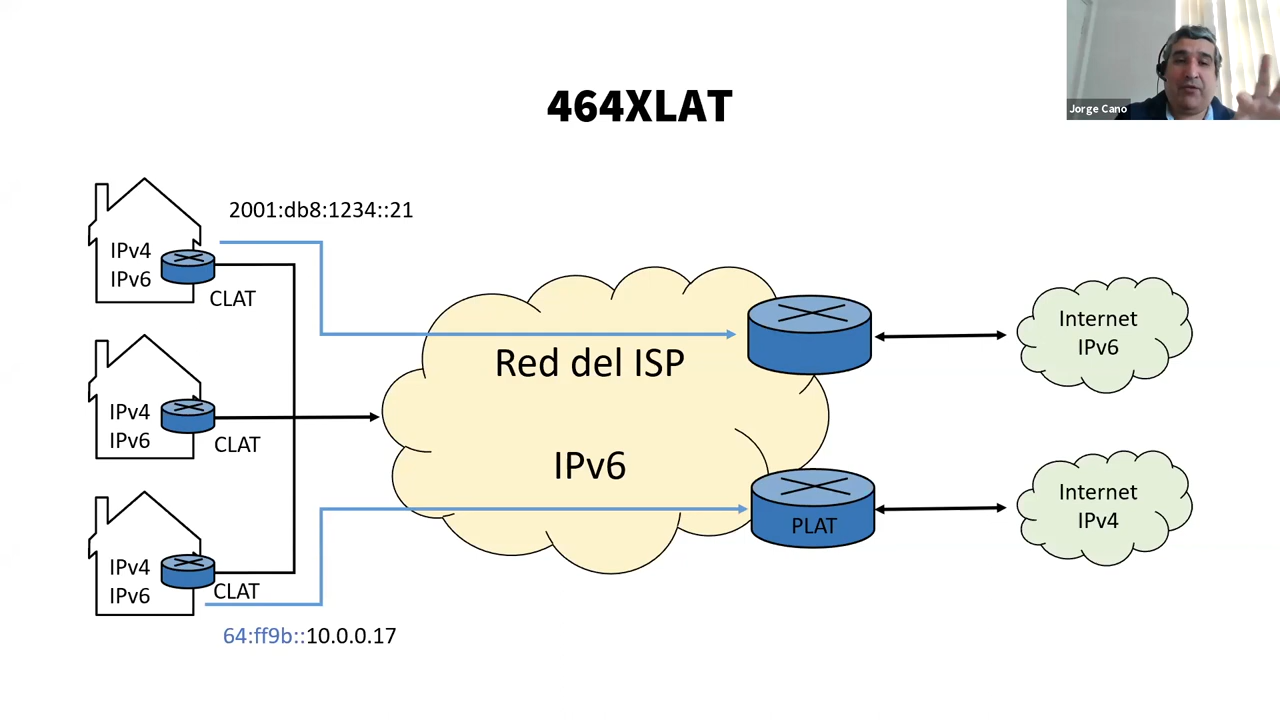 Jorge Cano
464XLAT
2001:db8:1234::21
IPv4
IPv6
CLAT
IPv4
IPv6
CLAT
IPv4
IPv6
CLAT
64:ff9b::10.0.0.17
Red del ISP
IPv6
PLAT
Internet
IPv6
Internet
IPv4